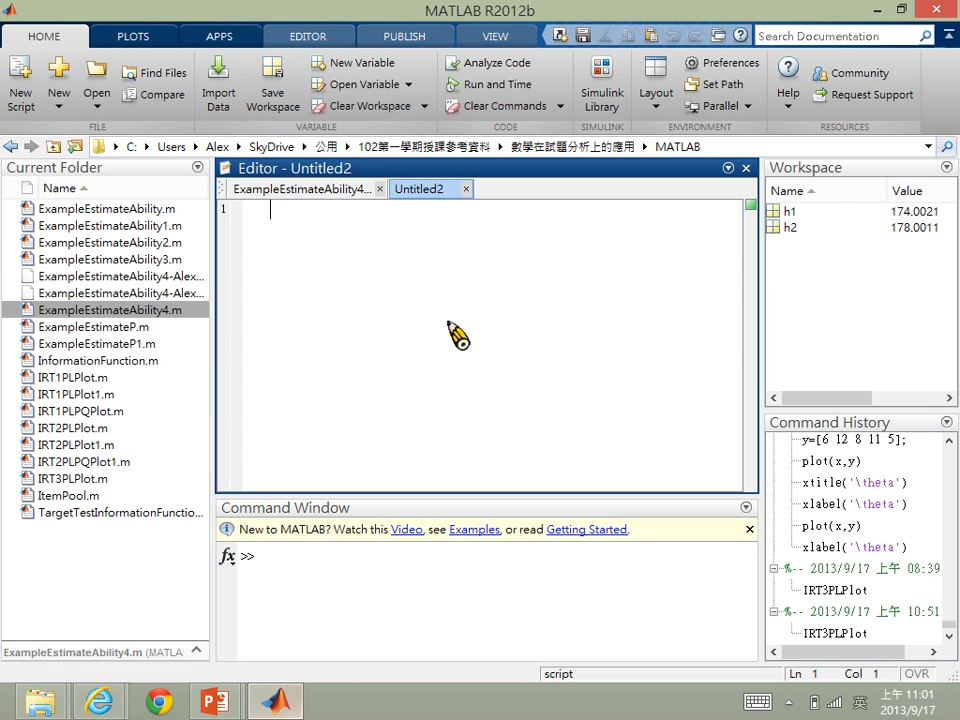 MATLAB R2012b
HOME PLOTS APPS EDITOR PUBLISH VIEW Search Documentation
New Script
New
Open
Find Files
Compare
FILE
Import Data
Save Workspace
New Variable
Open Variable
Clear Workspace
VARIABLE
Analyze Code
Run and Time
Clear Commands
CODE
Simulink Library
SIMULINK
Layout
Preferences
Set Path
Parallel
ENVIRONMENT
Help
Community
Request Support
RESOURCES
C: Users Alex SkyDrive 公用 102第一學期授課參考資料 數學在試題分析上的應用 MATLAB
Current Folder
Name
ExampleEstimateAbility.m
ExampleEstimateAbility1.m
ExampleEstimateAbility2.m
ExampleEstimateAbility3.m
ExampleEstimateAbility4-Alex...
ExampleEstimateAbility4-Alex...
ExampleEstimateAbility4.m
ExampleEstimateP.m
ExampleEstimateP1.m
InformationFunction.m
IRT1PLPlot.m
IRT1PLPlot1.m
IRT1PLPQPlot.m
IRT2PLPlot.m
IRT2PLPlot1.m
IRT2PLPQPlot1.m
IRT3PLPlot.m
ItemPool.m
TargetTestInformationFunctio...
ExampleEstimateAbility4.m (MATLA
Editor - Untitled2
ExampleEstimateAbility4... × Untitled2 ×
1
Command Window
New to MATLAB? Watch this Video, see Examples, or read Getting Started.
fx >>
Workspace
Name Value
h1 174.0021
h2 178.0011
Command History
y=[6 12 8 11 5];
plot(x,y)
xtitle('\theta')
xlabel('\theta')
plot(x,y)
xlabel('\theta')
%-- 2013/9/17 上午 08:39
IRT3PLPlot
%-- 2013/9/17 上午 10:51
IRT3PLPlot
script Ln 1 Col 1 OVR
英
上午 11:01
2013/9/17